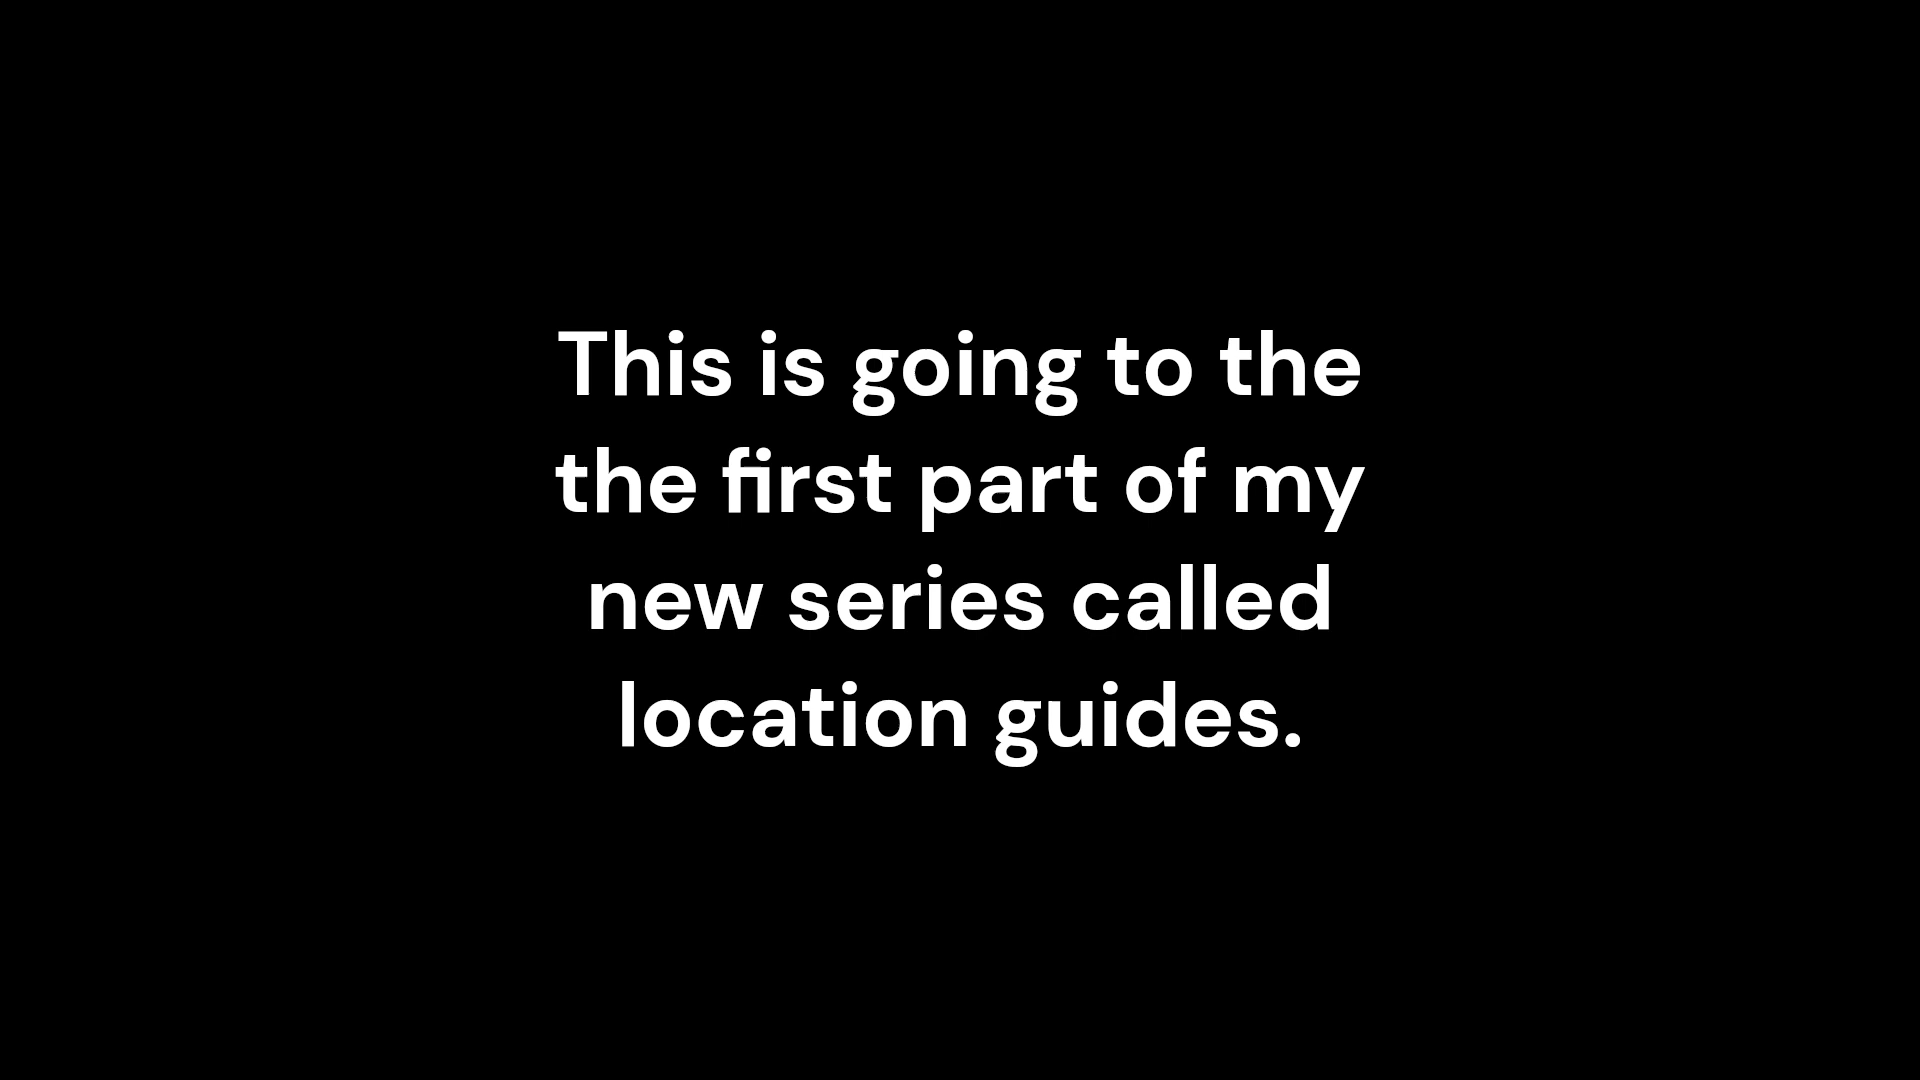 This is going to the
the first part of my
new series called
location guides.